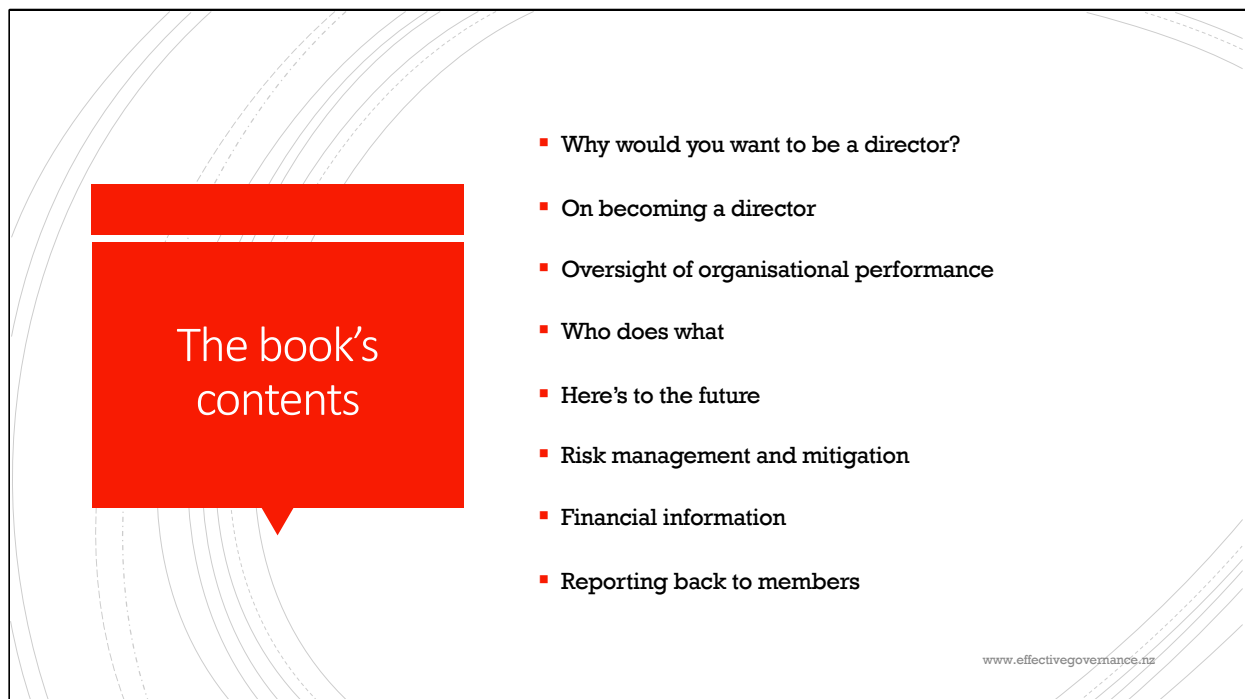 The book’s
contents
Why would you want to be a director?
On becoming a director
Oversight of organisational performance
Who does what
Here’s to the future
Risk management and mitigation
Financial information
Reporting back to members
www.effectivegovernance.nz